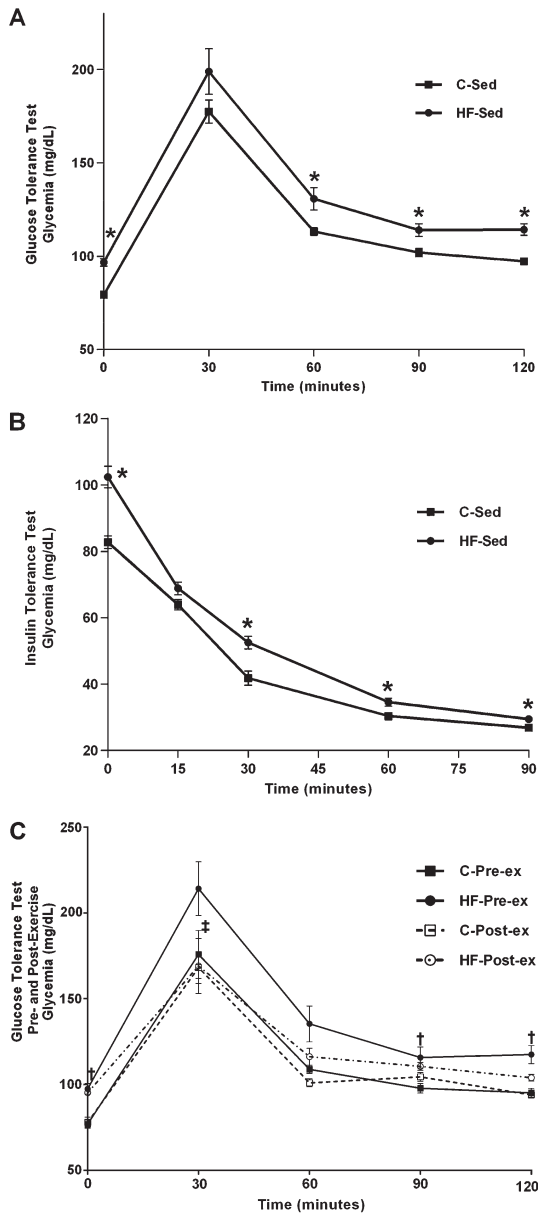 A
Glucose Tolerance Test
Glycemia (mg/dL)
200
150
100
50
*
*
*
*
C-Sed
HF-Sed
0 30 60 90 120
Time (minutes)
B
Insulin Tolerance Test
Glycemia (mg/dL)
120
100
80
60
40
20
*
*
*
*
C-Sed
HF-Sed
0 15 30 45 60 75 90
Time (minutes)
C
Glucose Tolerance Test
Pre- and Post-Exercise
Glycemia (mg/dL)
250
200
150
100
50
†
‡
†
†
C-Pre-ex
HF-Pre-ex
C-Post-ex
HF-Post-ex
0 30 60 90 120
Time (minutes)